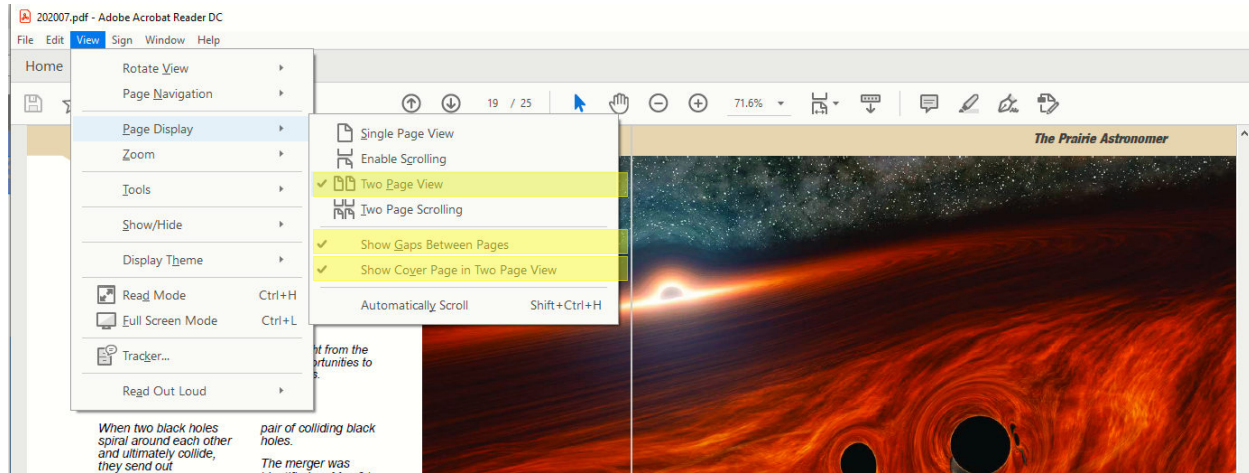 202007.pdf - Adobe Acrobat Reader DC
File Edit View Sign Window Help
Home
19 / 25
71.6%
Rotate View
Page Navigation
Page Display
Zoom
Tools
Show/Hide
Display Theme
Read Mode Ctrl+H
Full Screen Mode Ctrl+L
Tracker...
Read Out Loud
Single Page View
Enable Scrolling
Two Page View
Two Page Scrolling
Show Gaps Between Pages
Show Cover Page in Two Page View
Automatically Scroll Shift+Ctrl+H
The Prairie Astronomer
from the
to
When two black holes
spiral around each other
and ultimately collide,
they send out
pair of colliding black
holes.
The merger was